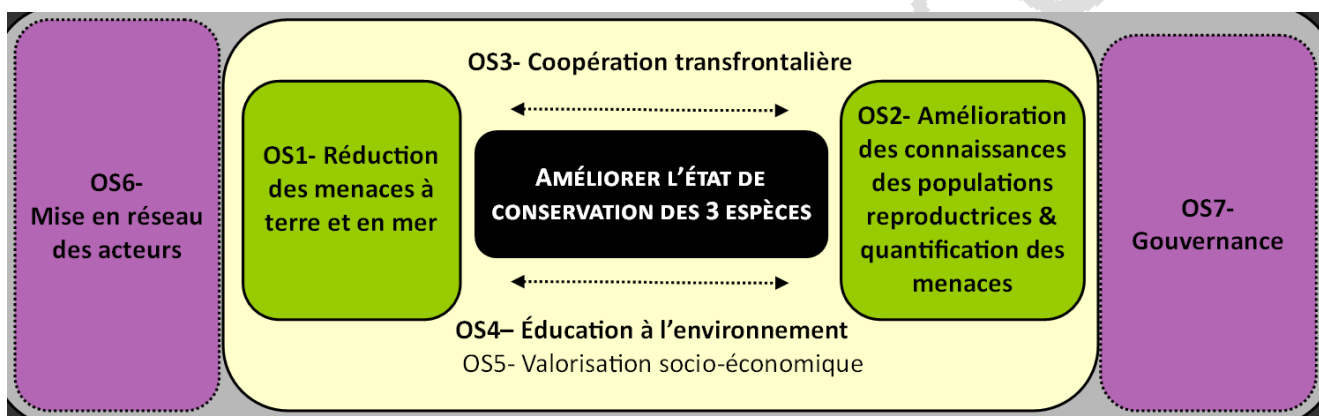 OS3- Coopération transfrontalière
OS6-
Mise en réseau
des acteurs
OS1- Réduction
des menaces à
terre et en mer
AMÉLIORER L'ÉTAT DE
CONSERVATION DES 3 ESPÈCES
OS2- Amélioration
des connaissances
des populations
reproductrices &
quantification des
menaces
OS7-
Gouvernance
OS4– Éducation à l'environnement
OS5- Valorisation socio-économique